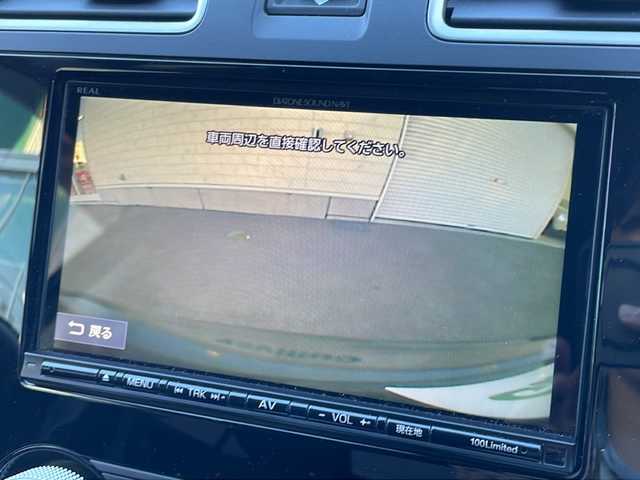 REAL
DIATONE SOUND NAVI
車両周辺を直接確認してください。
戻る
MENU
TRK
AV
- VOL +
現在地
100Limited